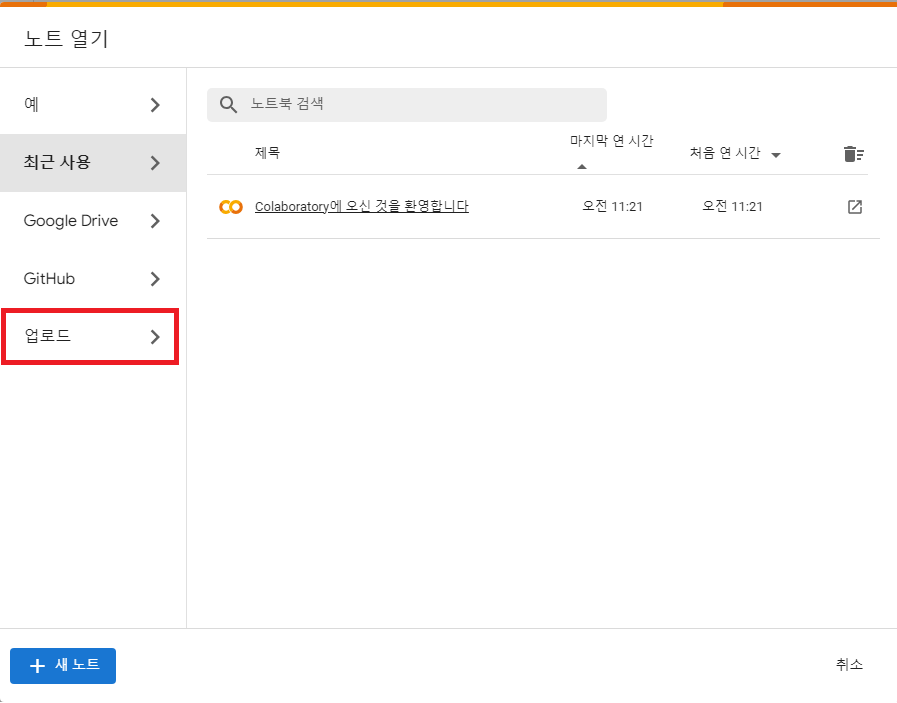 노트 열기
예
최근 사용
Google Drive
GitHub
업로드
노트북 검색
제목 마지막 연 시간 처음 연 시간
Colaboratory에 오신 것을 환영합니다 오전 11:21 오전 11:21
새 노트
취소